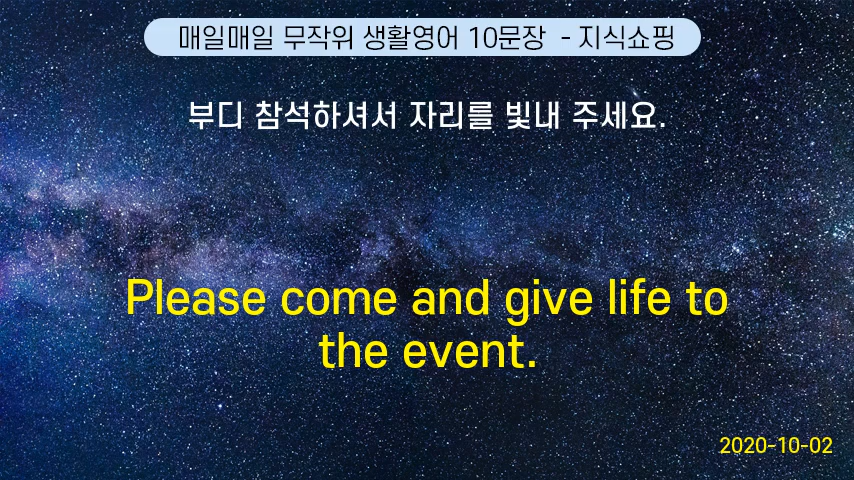 매일매일 무작위 생활영어 10문장 - 지식쇼핑
부디 참석하셔서 자리를 빛내 주세요.
Please come and give life to
the event.
2020-10-02